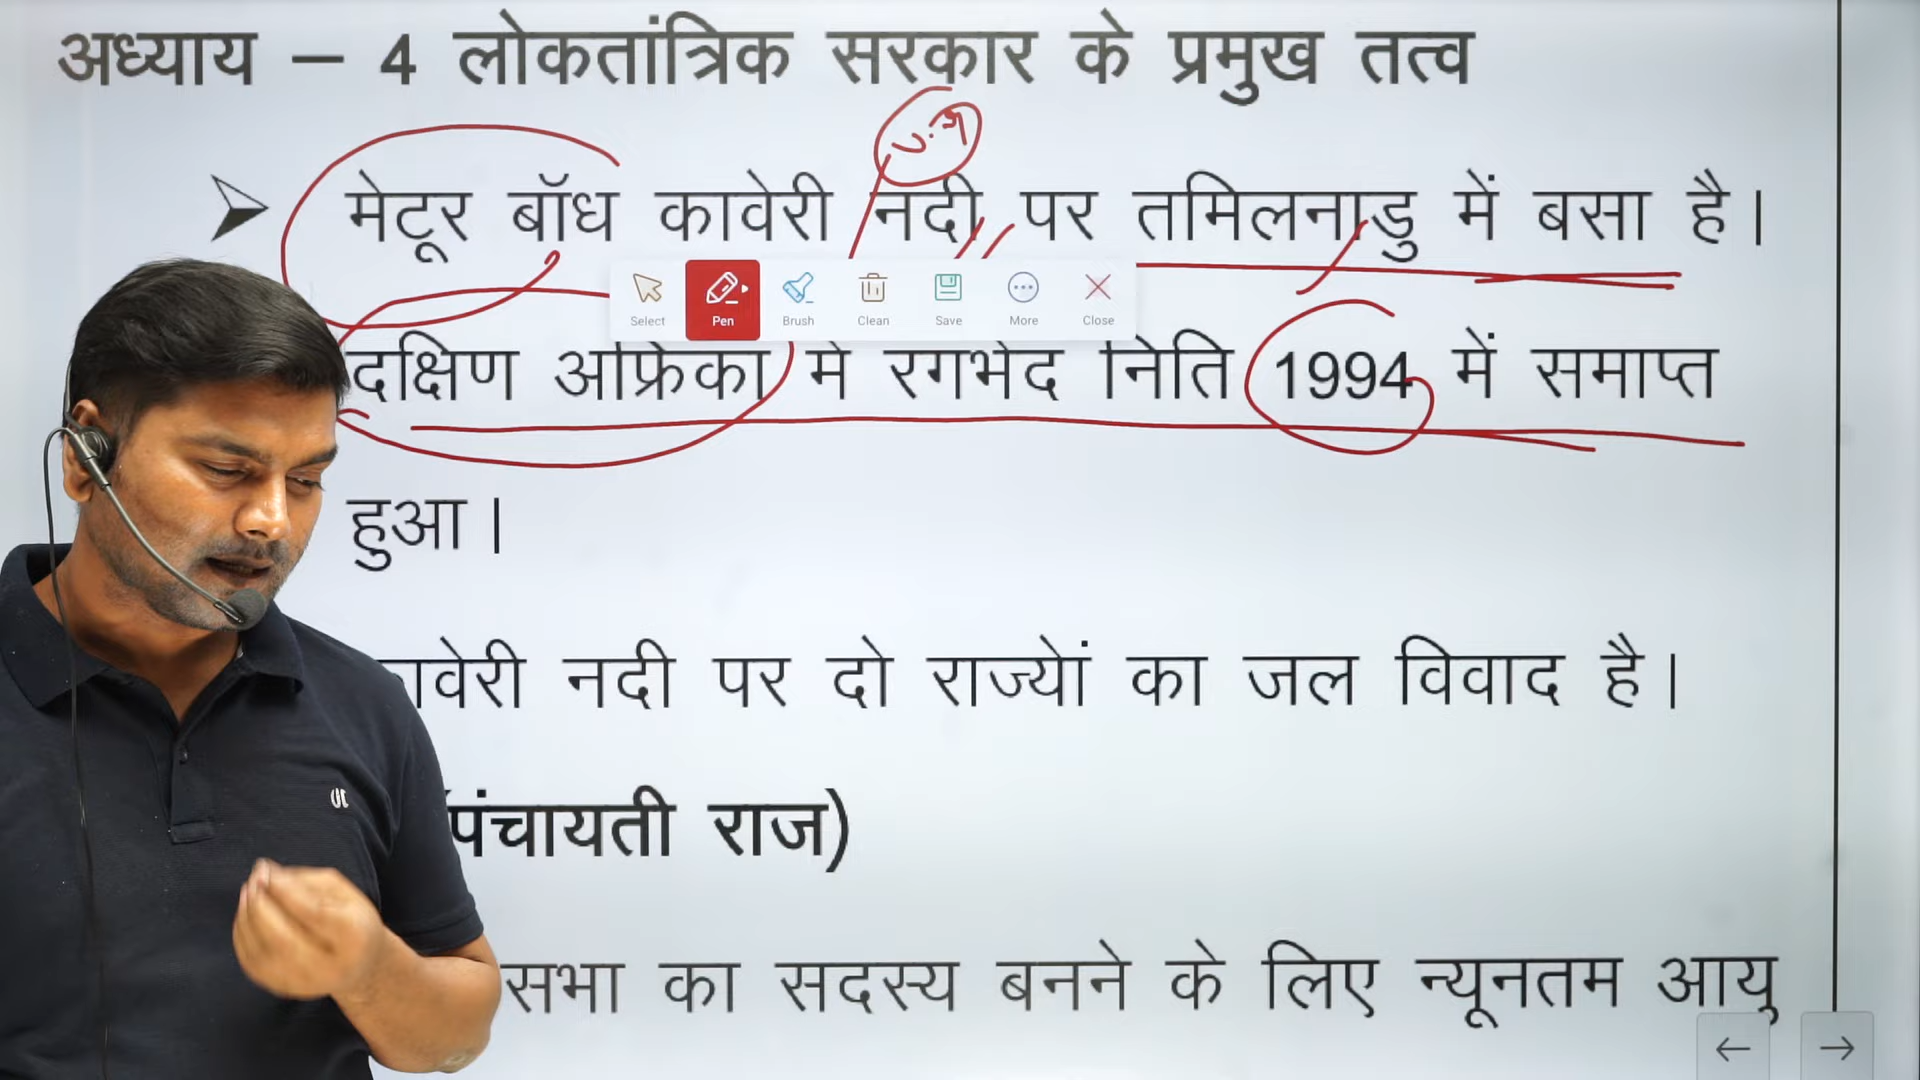 अध्याय – 4 लोकतांत्रिक सरकार के प्रमुख तत्व
मेटूर बॉध कावेरी नदी पर तमिलनाडु में बसा है।
Select Pen Brush Clean Save More Close
दक्षिण अफ्रिका में रंगभेद निति 1994 में समाप्त
हुआ।
नदी पर दो राज्यों का जल विवाद है।
(पंचायती राज)
सभा का सदस्य बनने के लिए न्यूनतम आयु